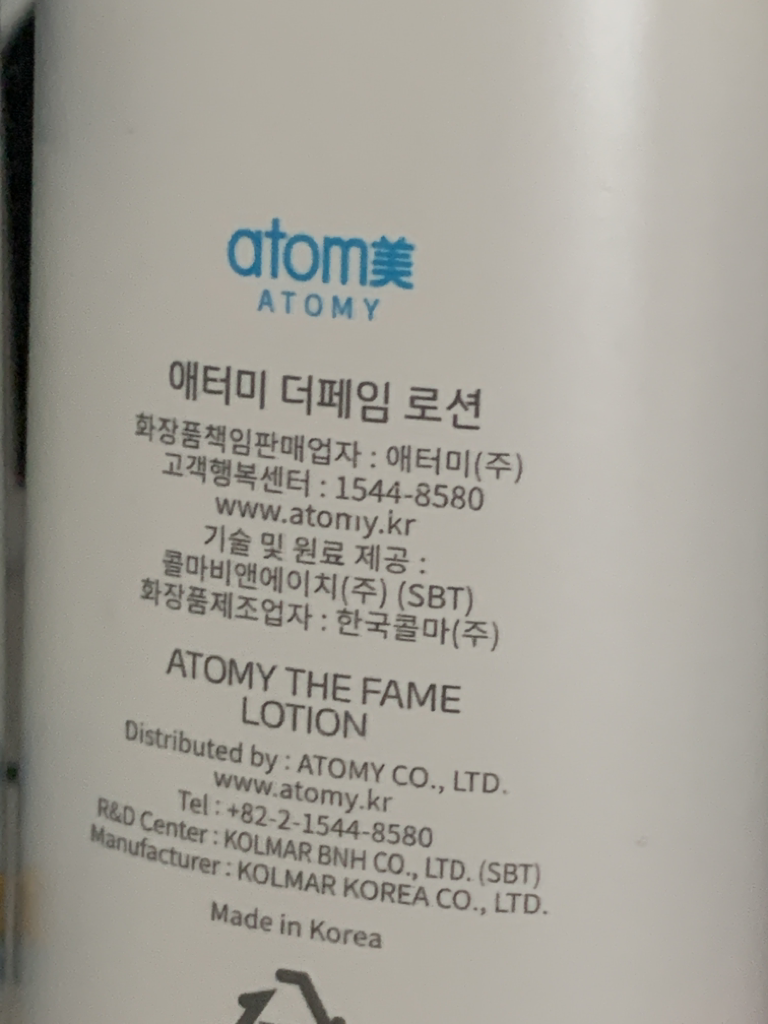 atom美
ATOMY
애터미 더페임 로션
화장품책임판매업자 : 애터미(주)
고객행복센터 : 1544-8580
www.atomy.kr
기술 및 원료 제공 :
콜마비앤에이치(주) (SBT)
화장품제조업자 : 한국콜마(주)
ATOMY THE FAME
LOTION
Distributed by : ATOMY CO., LTD.
www.atomy.kr
Tel : +82-2-1544-8580
R&D Center : KOLMAR BNH CO., LTD. (SBT)
Manufacturer : KOLMAR KOREA CO., LTD.
Made in Korea